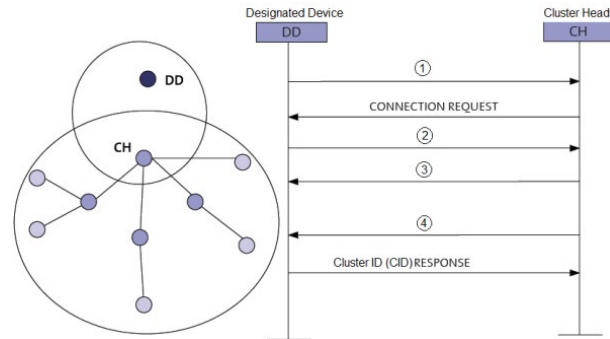 Designated Device
DD
Cluster Head
CH
DD
CH
①
CONNECTION REQUEST
②
③
④
Cluster ID (CID) RESPONSE